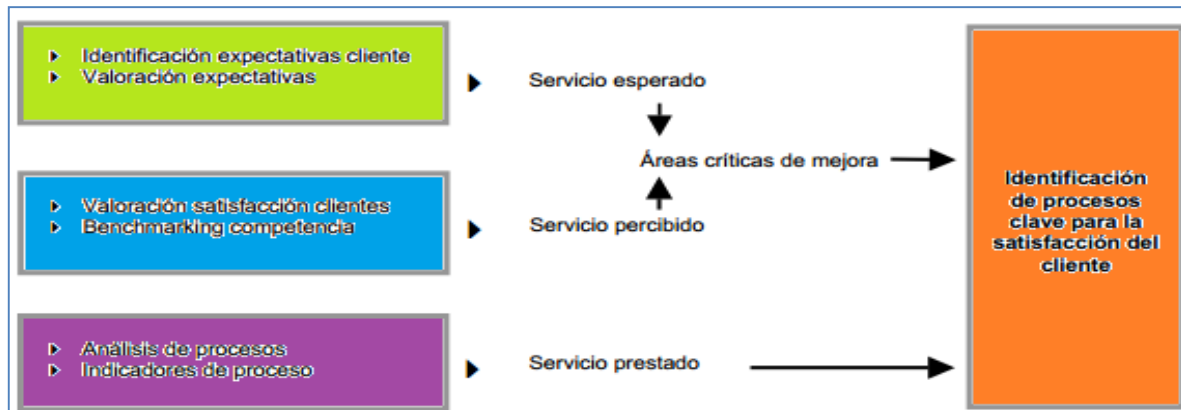 Identificación expectativas cliente
Valoración expectativas
Servicio esperado
Áreas críticas de mejora
Valoración satisfacción clientes
Benchmarking competencia
Servicio percibido
Análisis de procesos
Indicadores de proceso
Servicio prestado
Identificación
de procesos
clave para la
satisfacción del
cliente